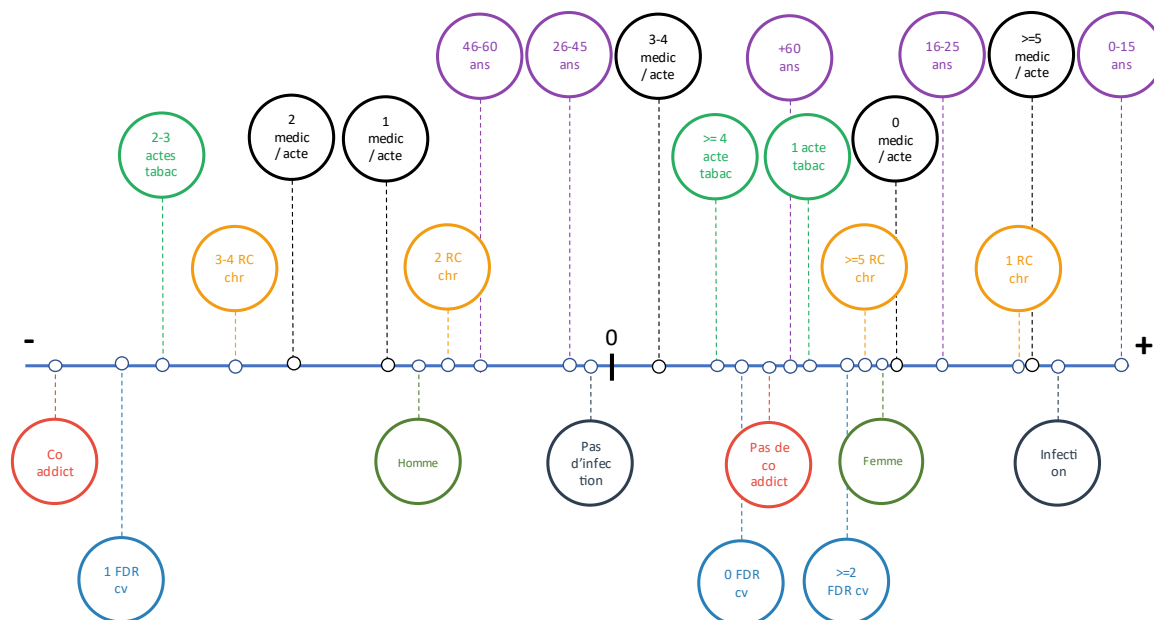 46-60
ans
26-45
ans
3-4
medic
/ acte
+60
ans
16-25
ans
>=5
medic
/ acte
0-15
ans
2-3
actes
tabac
2
medic
/ acte
1
medic
/ acte
>= 4
acte
tabac
1 acte
tabac
0
medic
/ acte
3-4 RC
chr
2 RC
chr
>=5 RC
chr
1 RC
chr
-
0
+
Co
addict
Homme
Pas
d'infec
tion
Pas de
co
addict
Femme
Infecti
on
1 FDR
cv
0 FDR
cv
>=2
FDR cv